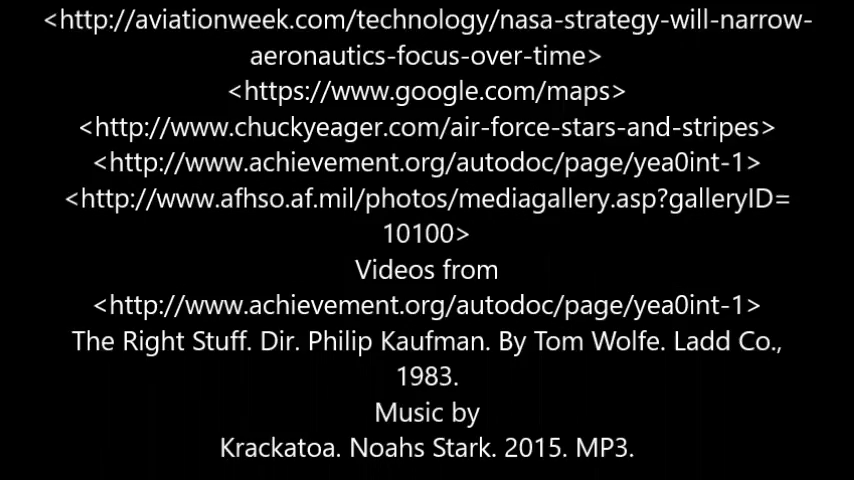 <http://aviationweek.com/technology/nasa-strategy-will-narrow-
aeronautics-focus-over-time>
<https://www.google.com/maps>
<http://www.chuckyeager.com/air-force-stars-and-stripes>
<http://www.achievement.org/autodoc/page/yea0int-1>
<http://www.afhso.af.mil/photos/mediagallery.asp?galleryID=
10100>
Videos from
<http://www.achievement.org/autodoc/page/yea0int-1>
The Right Stuff. Dir. Philip Kaufman. By Tom Wolfe. Ladd Co.,
1983.
Music by
Krackatoa. Noahs Stark. 2015. MP3.